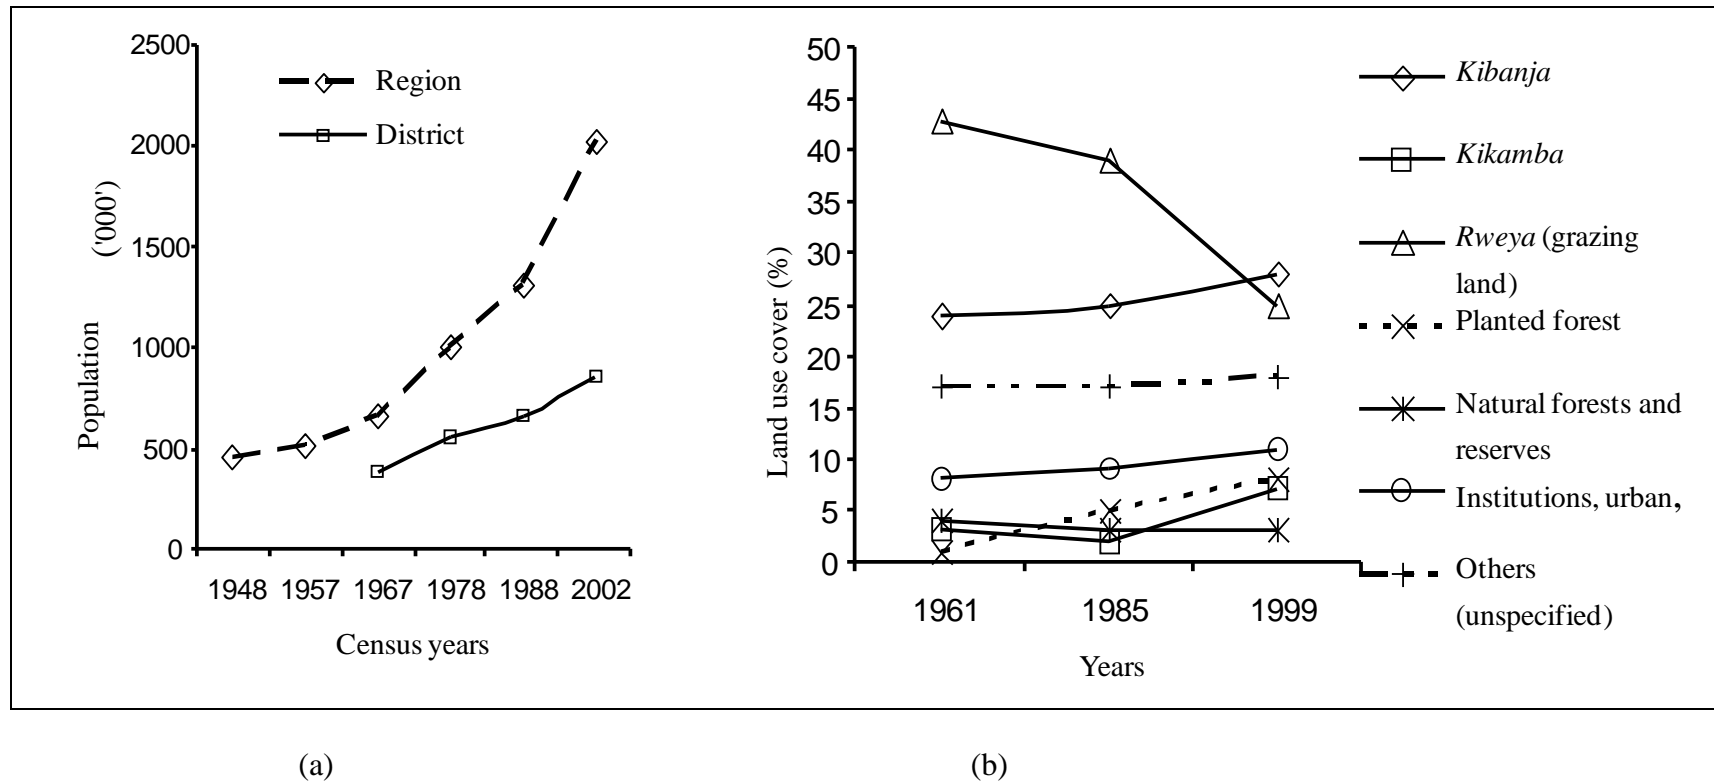 2500
2000
1500
1000
500
0
Population ('000')
Region
District
1948 1957 1967 1978 1988 2002
Census years
50
45
40
35
30
25
20
15
10
5
0
Land use cover (%)
1961 1985 1999
Years
Kibanja
Kikamba
Rweya (grazing
land)
Planted forest
Natural forests and
reserves
Institutions, urban,
Others
(unspecified)
(a) (b)